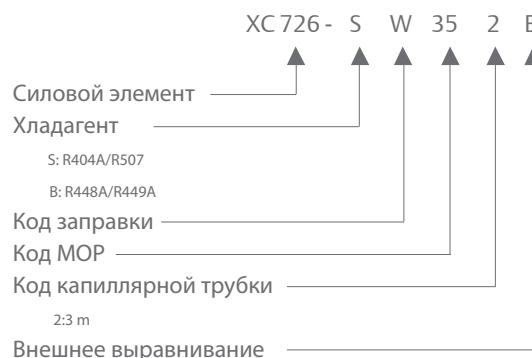 XC 726 - S W 35 2 E
Силовой элемент
Хладагент
S: R404A/R507
B: R448A/R449A
Код заправки
Код MOP
Код капиллярной трубки
2:3 m
Внешнее выравнивание